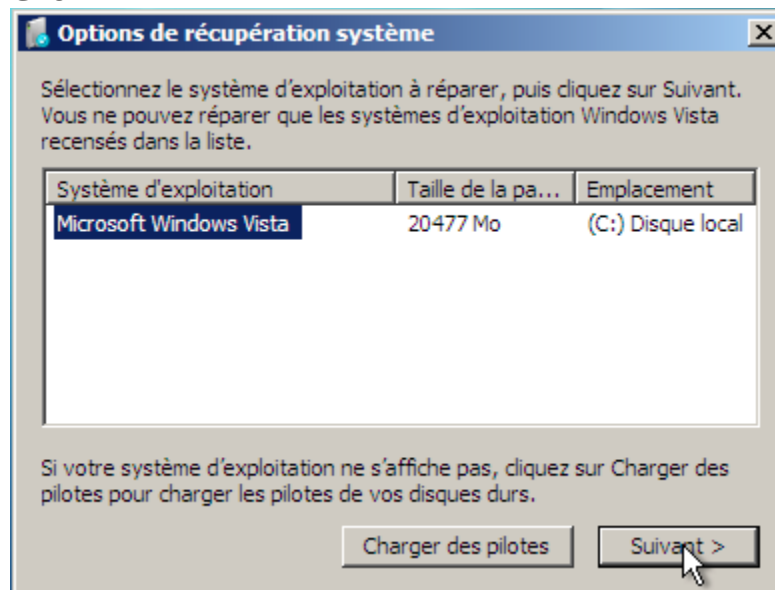 Options de récupération système
Sélectionnez le système d'exploitation à réparer, puis cliquez sur Suivant.
Vous ne pouvez réparer que les systèmes d'exploitation Windows Vista
recensés dans la liste.
Système d'exploitation Taille de la pa... Emplacement
Microsoft Windows Vista 20477 Mo (C:) Disque local
Si votre système d'exploitation ne s'affiche pas, cliquez sur Charger des
pilotes pour charger les pilotes de vos disques durs.
Charger des pilotes Suivant >